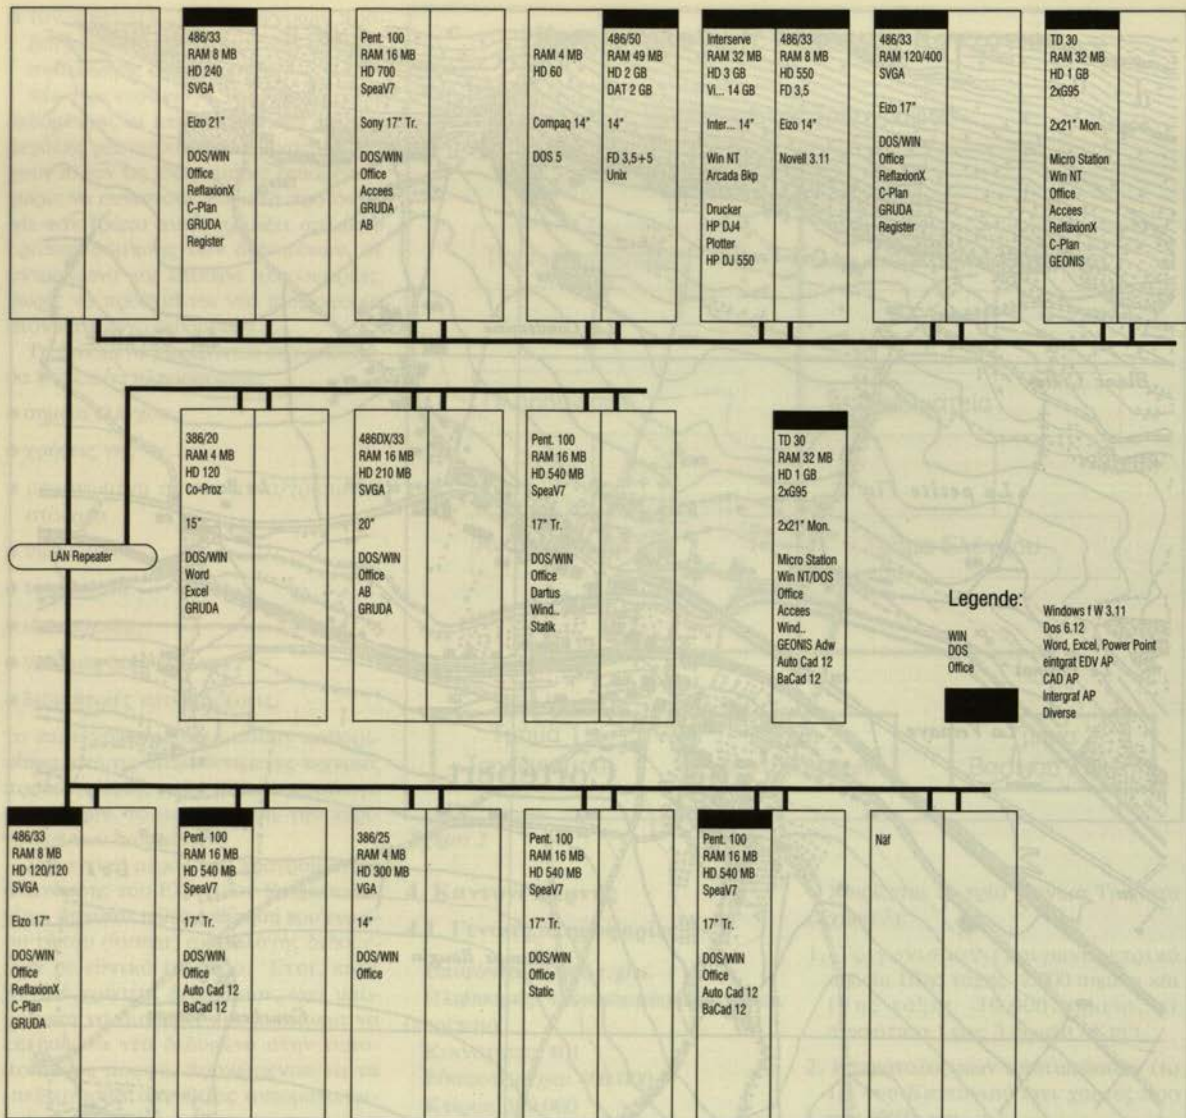 486/33
RAM 8 MB
HD 240
SVGA
Eizo 21"
DOS/WIN
Office
ReflaxionX
C-Plan
GRUDA
Register
Pent. 100
RAM 16 MB
HD 700
SpeaV7
Sony 17" Tr.
DOS/WIN
Office
Accees
GRUDA
AB
RAM 4 MB
HD 60
Compaq 14"
DOS 5
486/50
RAM 49 MB
HD 2 GB
DAT 2 GB
14"
FD 3,5+5
Unix
Interserve
RAM 32 MB
HD 3 GB
Vi... 14 GB
Inter... 14"
Win NT
Arcada Bkp
Drucker
HP DJ4
Plotter
HP DJ 550
486/33
RAM 8 MB
HD 550
FD 3,5
Eizo 14"
Novell 3.11
486/33
RAM 120/400
SVGA
Eizo 17"
DOS/WIN
Office
ReflaxionX
C-Plan
GRUDA
Register
TD 30
RAM 32 MB
HD 1 GB
2xG95
2x21" Mon.
Micro Station
Win NT
Office
Accees
ReflaxionX
C-Plan
GEONIS
LAN Repeater
386/20
RAM 4 MB
HD 120
Co-Proz
15"
DOS/WIN
Word
Excel
GRUDA
486DX/33
RAM 16 MB
HD 210 MB
SVGA
20"
DOS/WIN
Office
AB
GRUDA
Pent. 100
RAM 16 MB
HD 540 MB
SpeaV7
17" Tr.
DOS/WIN
Office
Dartus
Wind..
Statik
TD 30
RAM 32 MB
HD 1 GB
2xG95
2x21" Mon.
Micro Station
Win NT/DOS
Office
Accees
Wind..
GEONIS Adw
Auto Cad 12
BaCad 12
Legende:
WIN
DOS
Office
Windows f W 3.11
Dos 6.12
Word, Excel, Power Point
eintgrat EDV AP
CAD AP
Intergraf AP
Diverse
486/33
RAM 8 MB
HD 120/120
SVGA
Eizo 17"
DOS/WIN
Office
ReflaxionX
C-Plan
GRUDA
Pent. 100
RAM 16 MB
HD 540 MB
SpeaV7
17" Tr.
DOS/WIN
Office
Auto Cad 12
BaCad 12
386/25
RAM 4 MB
HD 300 MB
VGA
14"
DOS/WIN
Office
Pent. 100
RAM 16 MB
HD 540 MB
SpeaV7
17" Tr.
DOS/WIN
Office
Static
Pent. 100
RAM 16 MB
HD 540 MB
SpeaV7
17" Tr.
DOS/WIN
Office
Auto Cad 12
BaCad 12
Näf